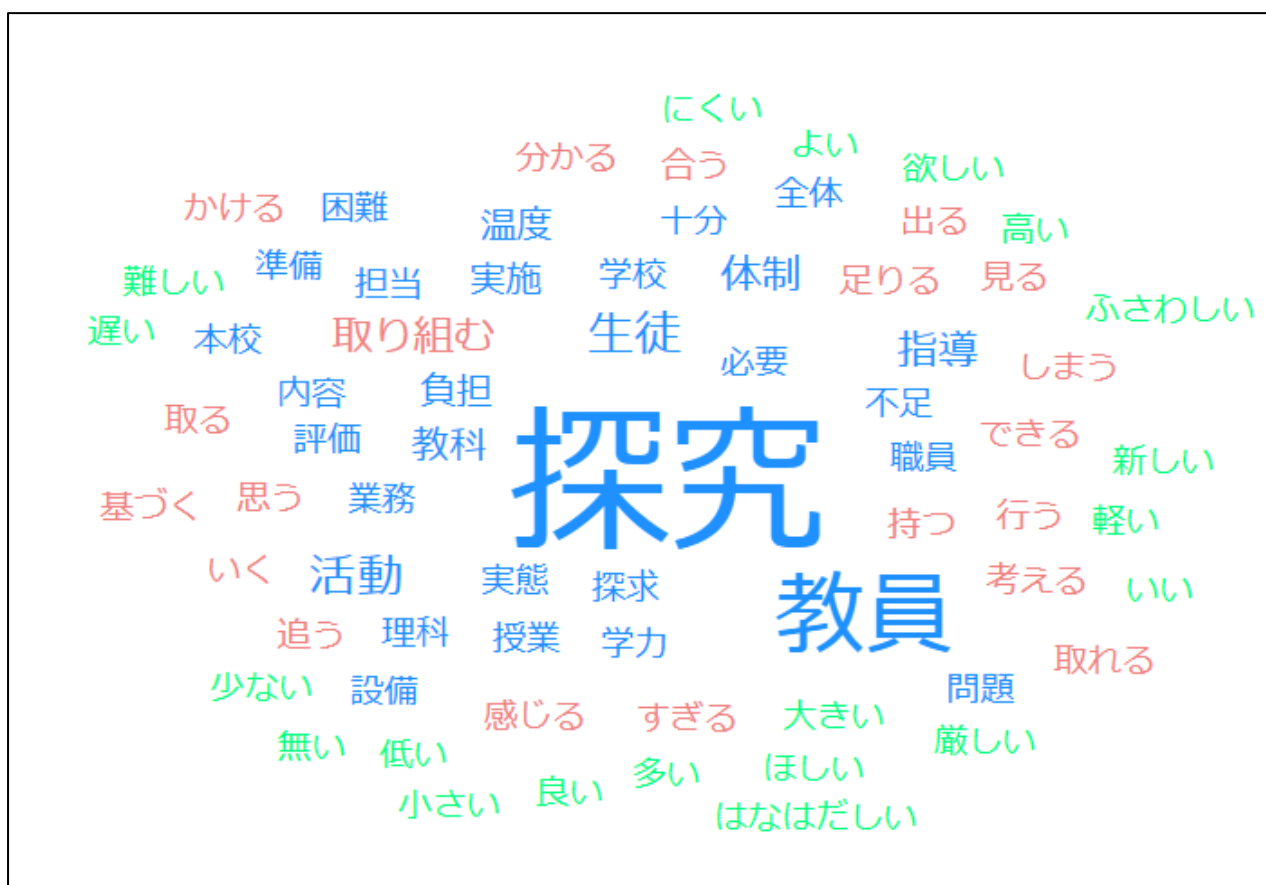 にくい
よい
分かる
合う
欲しい
全体
かける
困難
温度
十分
出る
高い
準備
担当
実施
学校
体制
足りる
見る
難しい
ふさわしい
遅い
本校
取り組む
生徒
必要
指導
しまう
内容
負担
不足
取る
評価
教科
探究
職員
できる
新しい
基づく
思う
業務
持つ
行う
軽い
いく
活動
実態
探求
教員
考える
いい
追う
理科
授業
学力
取れる
少ない
設備
感じる
すぎる
大きい
問題
無い
低い
厳しい
小さい
良い
多い
ほしい
はなはだしい